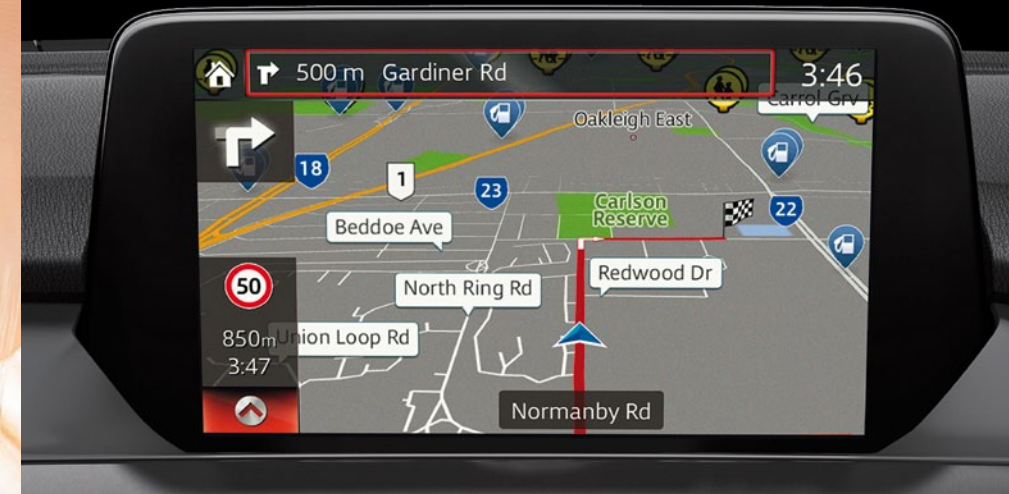 500 m Gardiner Rd
3:46
Carrol Grv
Oakleigh East
18
1
23
Carlson
Reserve
22
Beddoe Ave
50
North Ring Rd
Redwood Dr
850m
Union Loop Rd
3:47
Normanby Rd